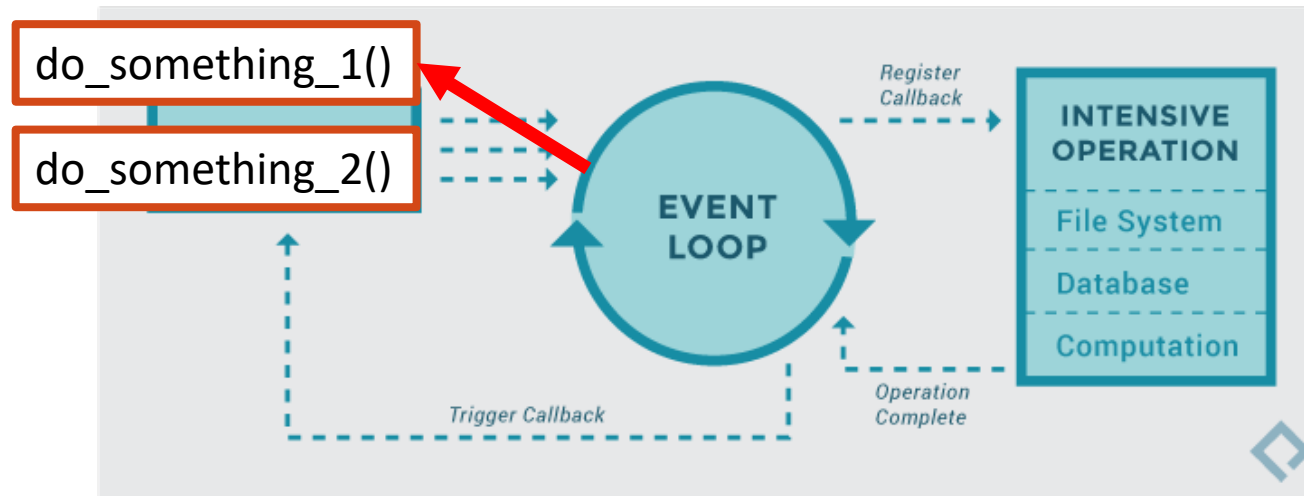 do_something_1()
do_something_2()
EVENT
LOOP
Register
Callback
INTENSIVE
OPERATION
File System
Database
Computation
Operation
Complete
Trigger Callback